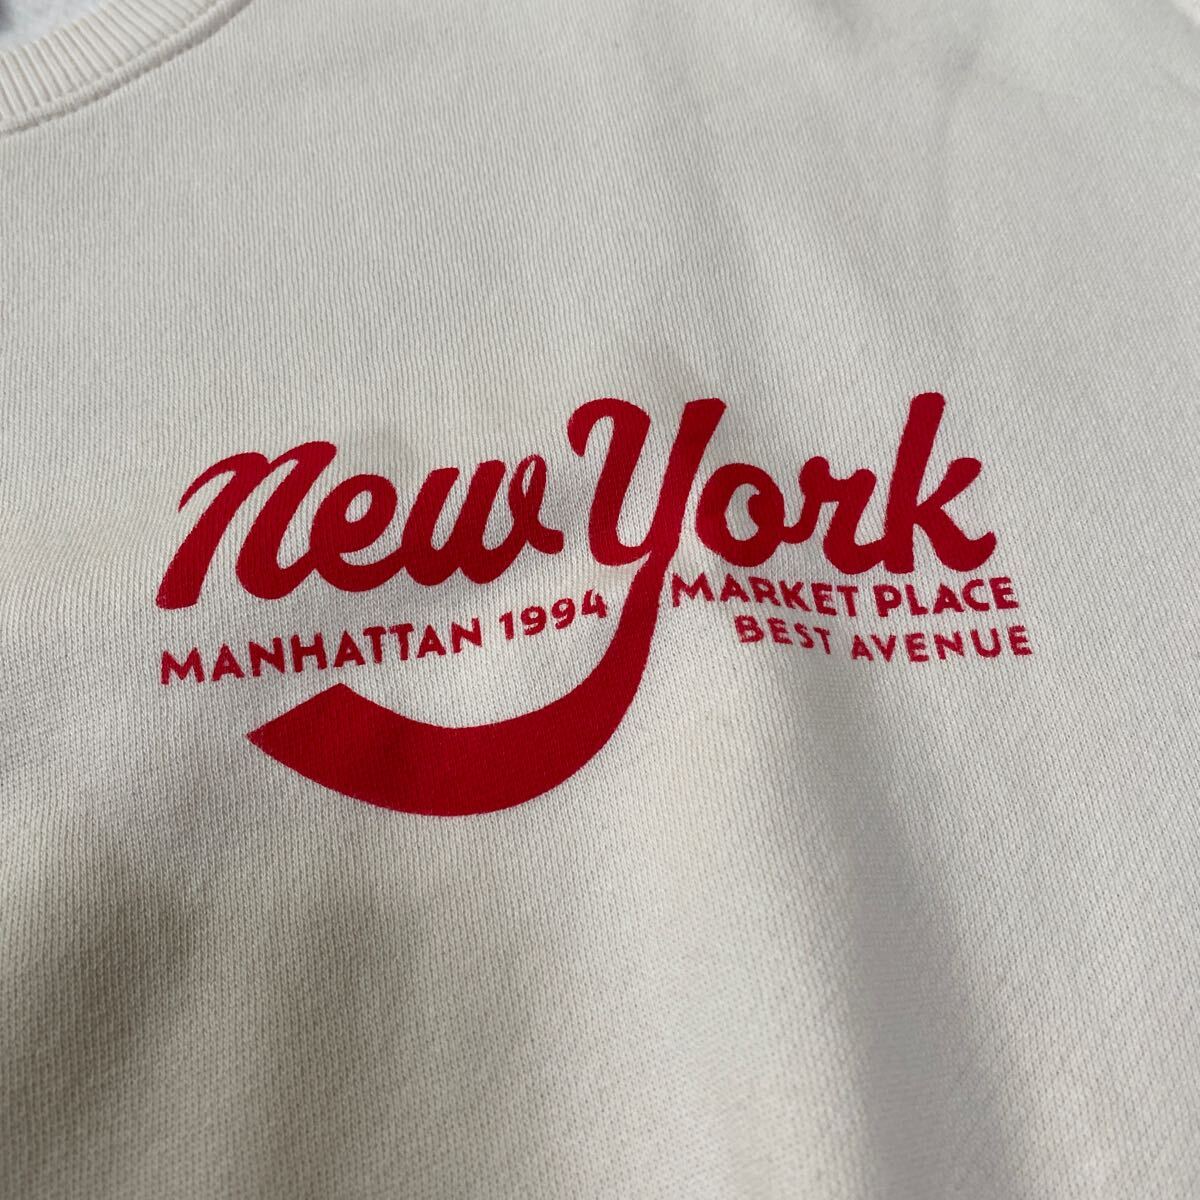 New York
MANHATTAN 1994
MARKET PLACE
BEST AVENUE